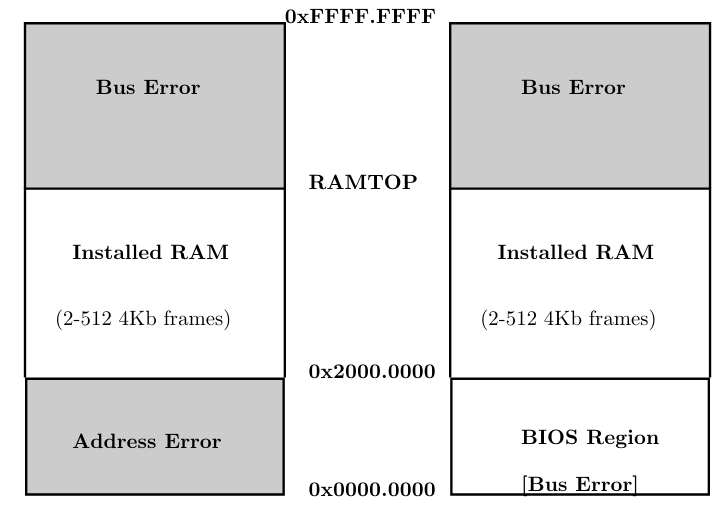 0xFFFF.FFFF
Bus Error
Bus Error
RAMTOP
Installed RAM
Installed RAM
(2-512 4Kb frames)
(2-512 4Kb frames)
0x2000.0000
Address Error
BIOS Region
[Bus Error]
0x0000.0000